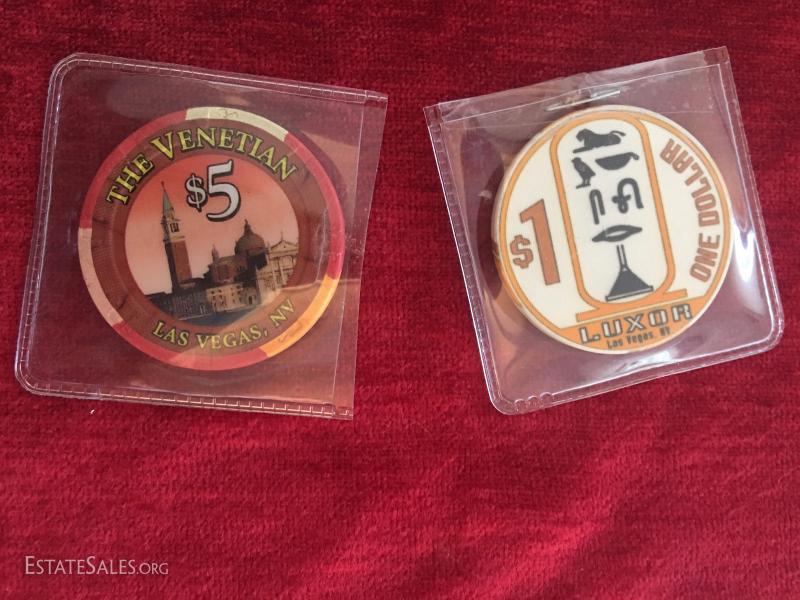 THE VENETIAN
$5
LAS VEGAS, NV
$1
ONE DOLLAR
LUXOR
Las Vegas, NV
ESTATESALES.ORG